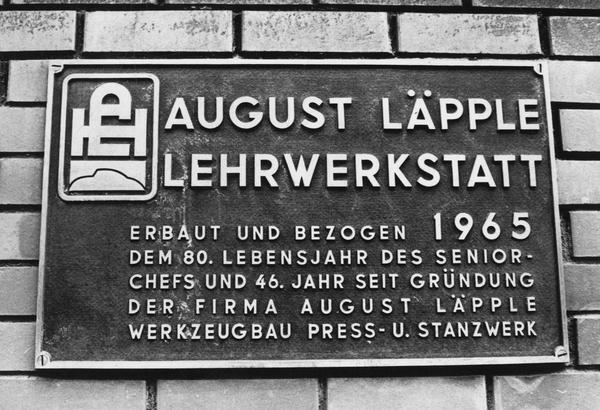 AUGUST LÄPPLE
LEHRWERKSTATT
ERBAUT UND BEZOGEN 1965
DEM 80. LEBENSJAHR DES SENIOR-
CHEFS UND 46. JAHR SEIT GRÜNDUNG
DER FIRMA AUGUST LÄPPLE
WERKZEUGBAU PRESS- U. STANZWERK